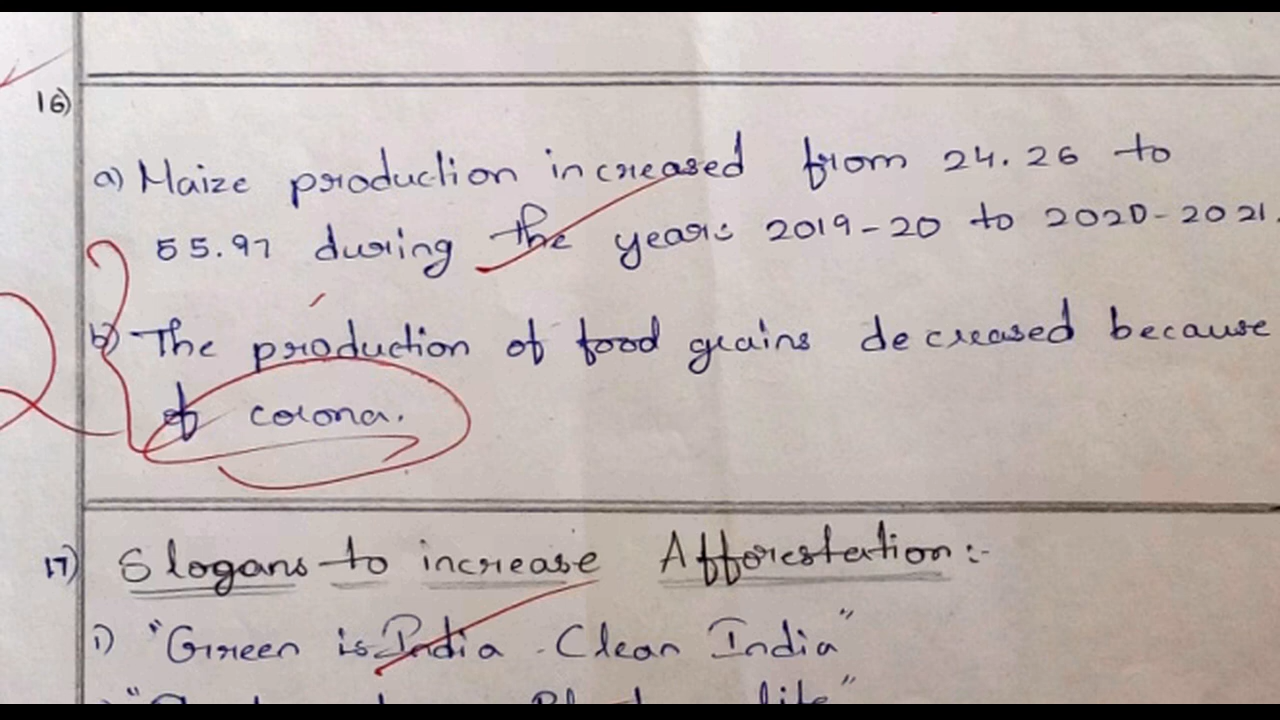 16)
a) Maize production increased from 24.26 to
55.97 during the years 2019-20 to 2020-2021
b) The production of food grains decreased because
of corona.
17) Slogans to increase Afforestation:-
i) "Green is India Clean India"
life"